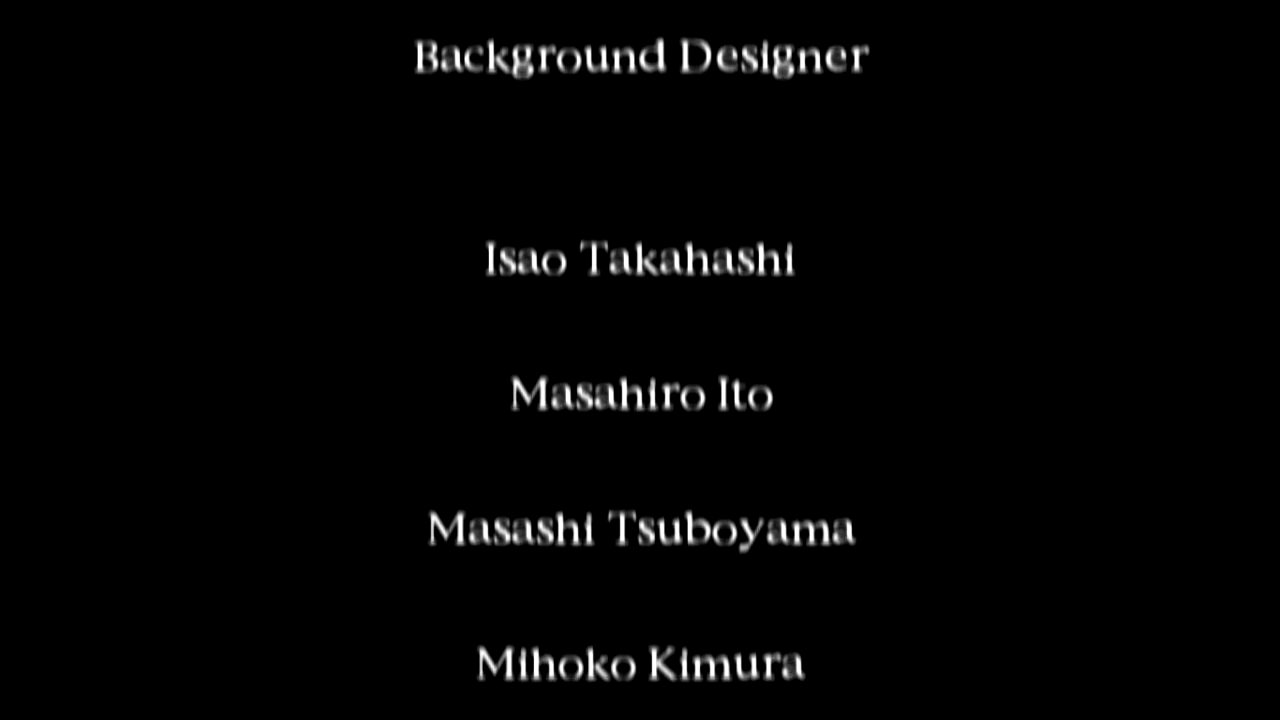 Background Designer
Isao Takahashi
Masahiro Ito
Masashi Tsuboyama
Mihoko Kimura